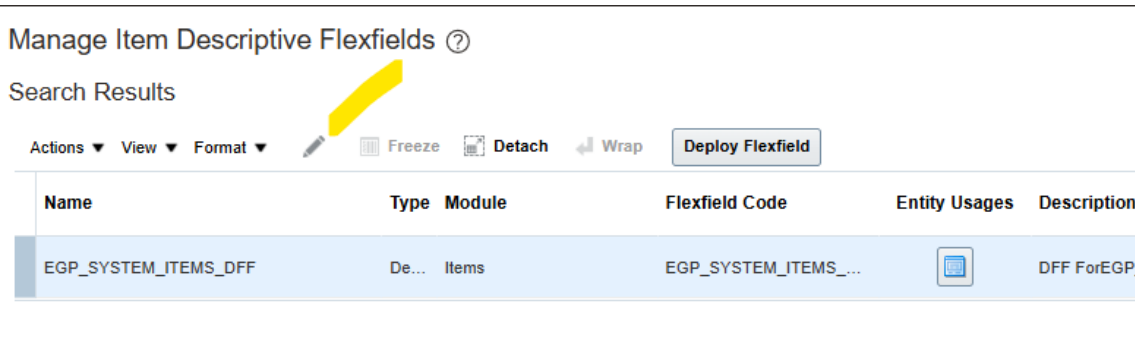 Manage Item Descriptive Flexfields ?
Search Results
Actions ▼ View ▼ Format ▼ Freeze Detach Wrap Deploy Flexfield
Name Type Module Flexfield Code Entity Usages Description
EGP_SYSTEM_ITEMS_DFF De... Items EGP_SYSTEM_ITEMS_... DFF ForEGP_